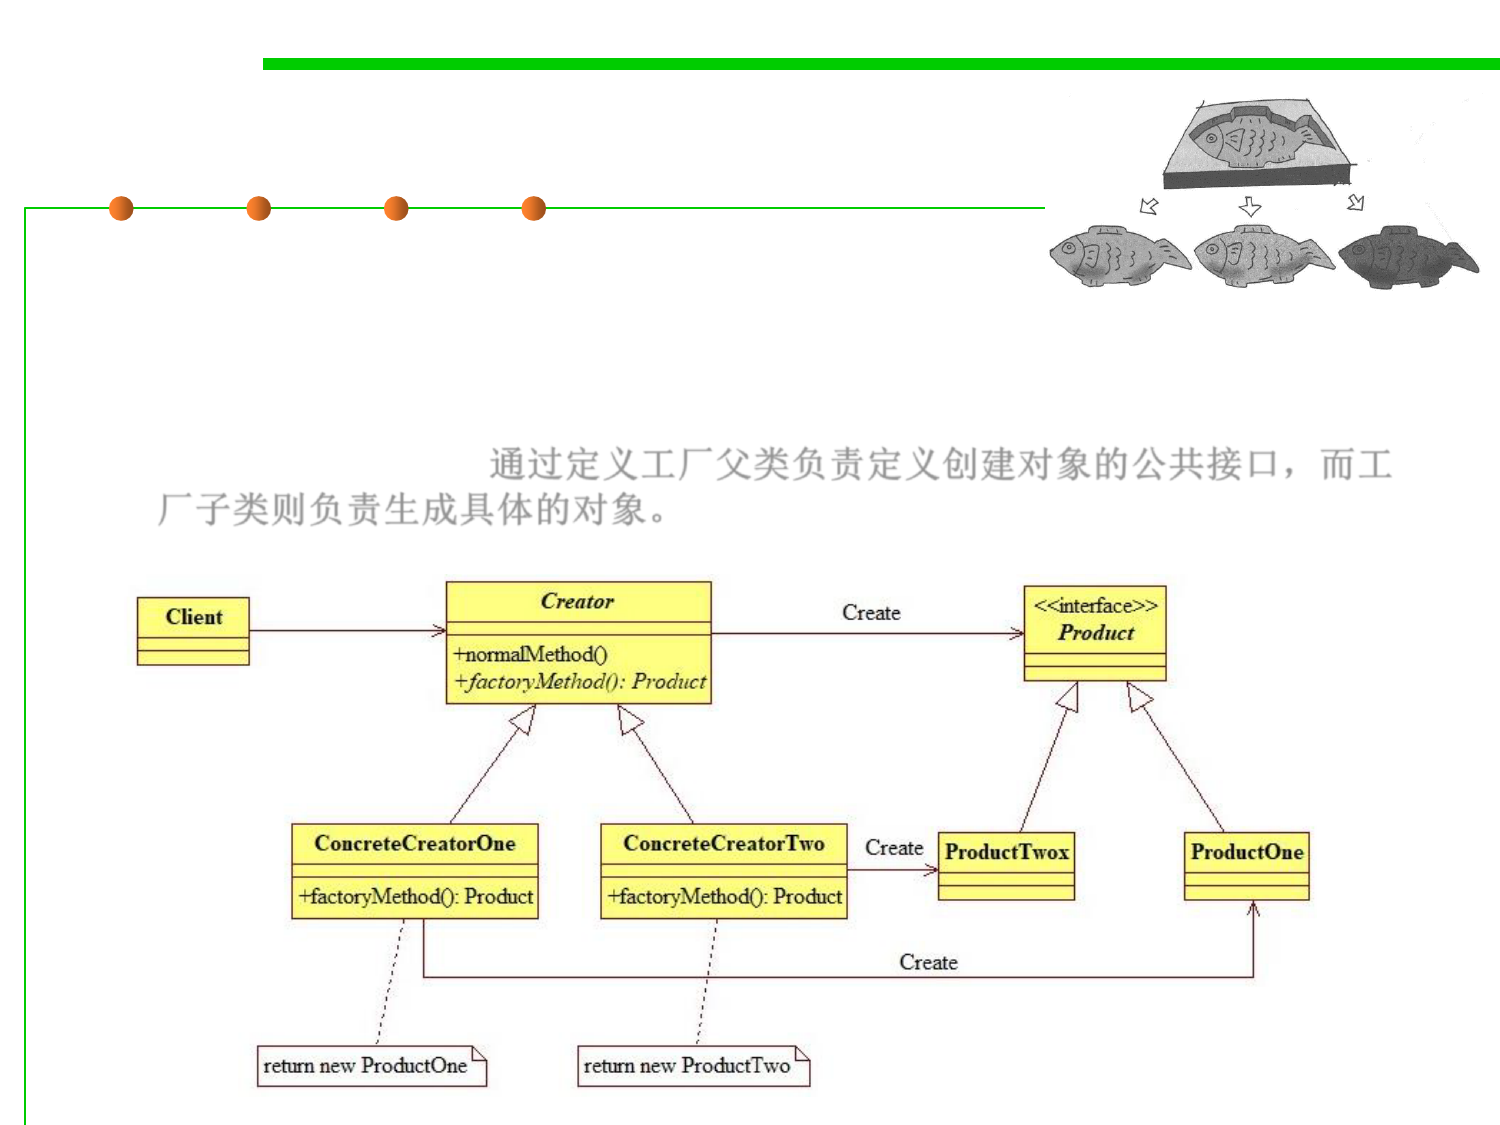 通过定义工厂父类负责定义创建对象的公共接口，而工
厂子类则负责生成具体的对象。
Client
Creator
+normalMethod()
+factoryMethod(): Product
Create
<<interface>>
Product
ConcreteCreatorOne
+factoryMethod(): Product
ConcreteCreatorTwo
+factoryMethod(): Product
Create
ProductTwox
ProductOne
Create
return new ProductOne
return new ProductTwo